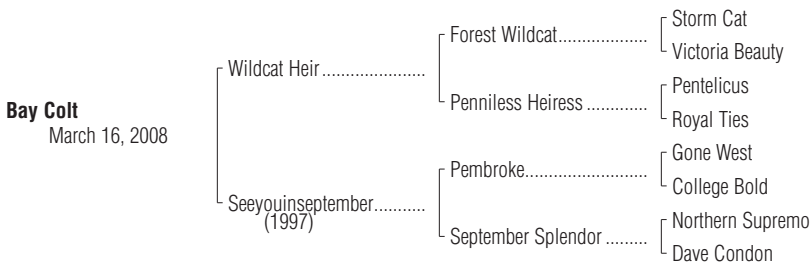 Storm Cat
Forest Wildcat
Victoria Beauty
Wildcat Heir
Pentelicus
Penniless Heiress
Royal Ties
Bay Colt
March 16, 2008
Gone West
Pembroke
College Bold
Seeyouinseptember
(1997)
Northern Supremo
September Splendor
Dave Condon